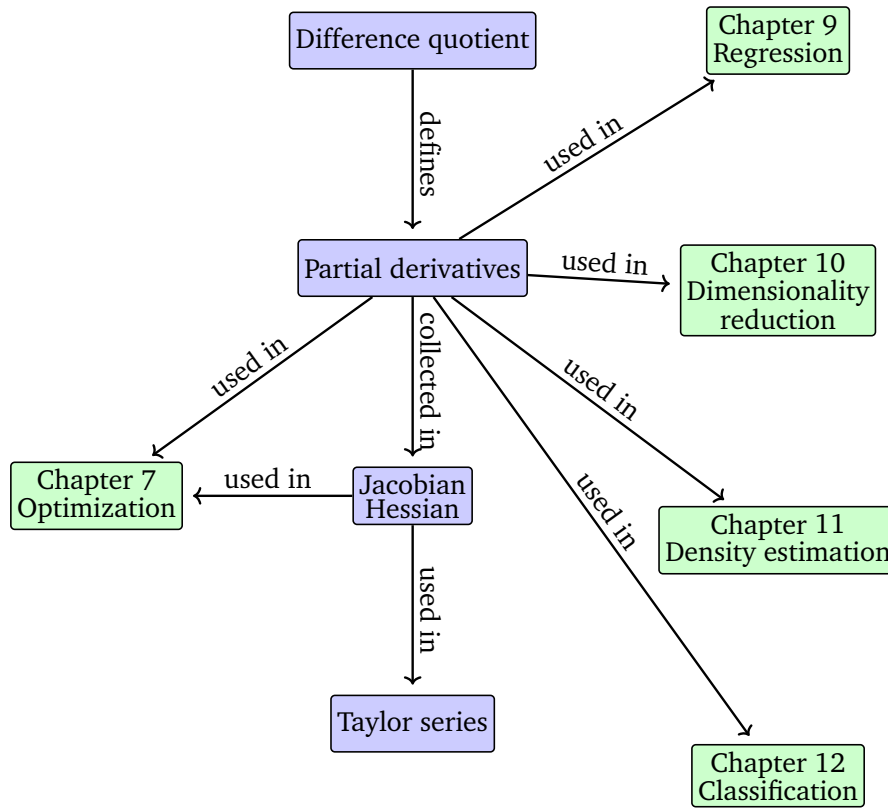 Difference quotient
Chapter 9
Regression
defines
used in
Partial derivatives
used in
Chapter 10
Dimensionality
reduction
used in
collected in
used in
Chapter 7
Optimization
used in
Jacobian
Hessian
used in
Chapter 11
Density estimation
used in
Taylor series
Chapter 12
Classification